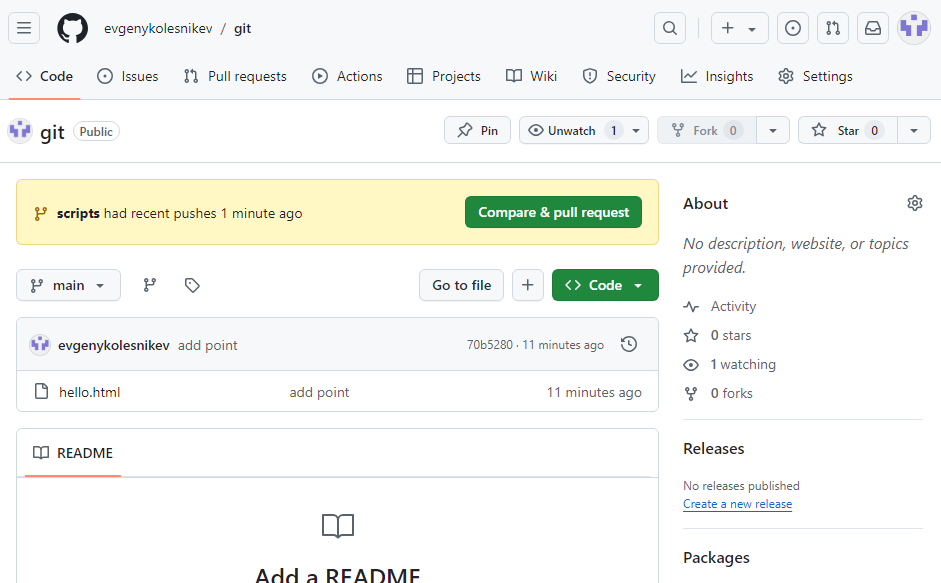 evgenykolesnikev / git
Code Issues Pull requests Actions Projects Wiki Security Insights Settings
git Public Pin Unwatch 1 Fork 0 Star 0
scripts had recent pushes 1 minute ago Compare & pull request
main Go to file Code
evgenykolesnikev add point 70b5280 · 11 minutes ago
hello.html add point 11 minutes ago
README
Add a README
About
No description, website, or topics
provided.
Activity
0 stars
1 watching
0 forks
Releases
No releases published
Create a new release
Packages